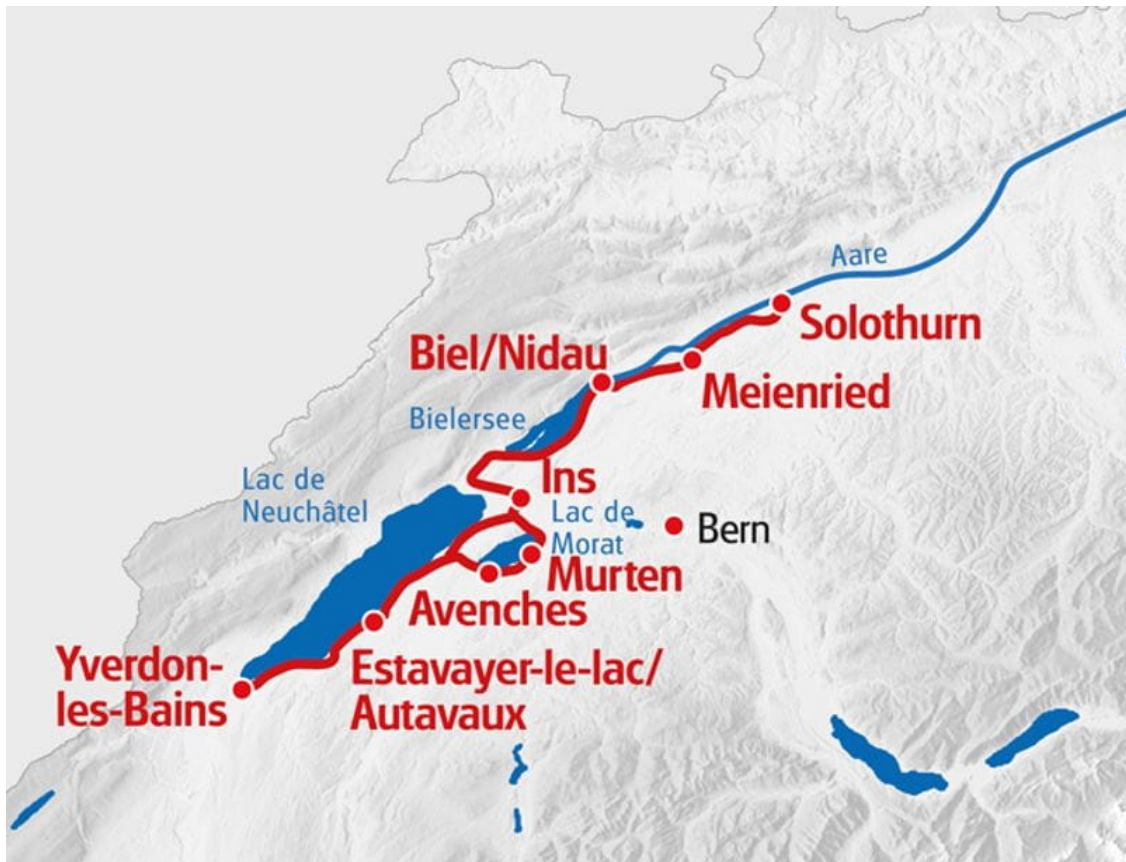 Aare
Solothurn
Biel/Nidau
Meienried
Bielersee
Ins
Lac de
Neuchâtel
Lac de
Morat
Bern
Murten
Avenches
Yverdon-
les-Bains
Estavayer-le-lac/
Autavaux